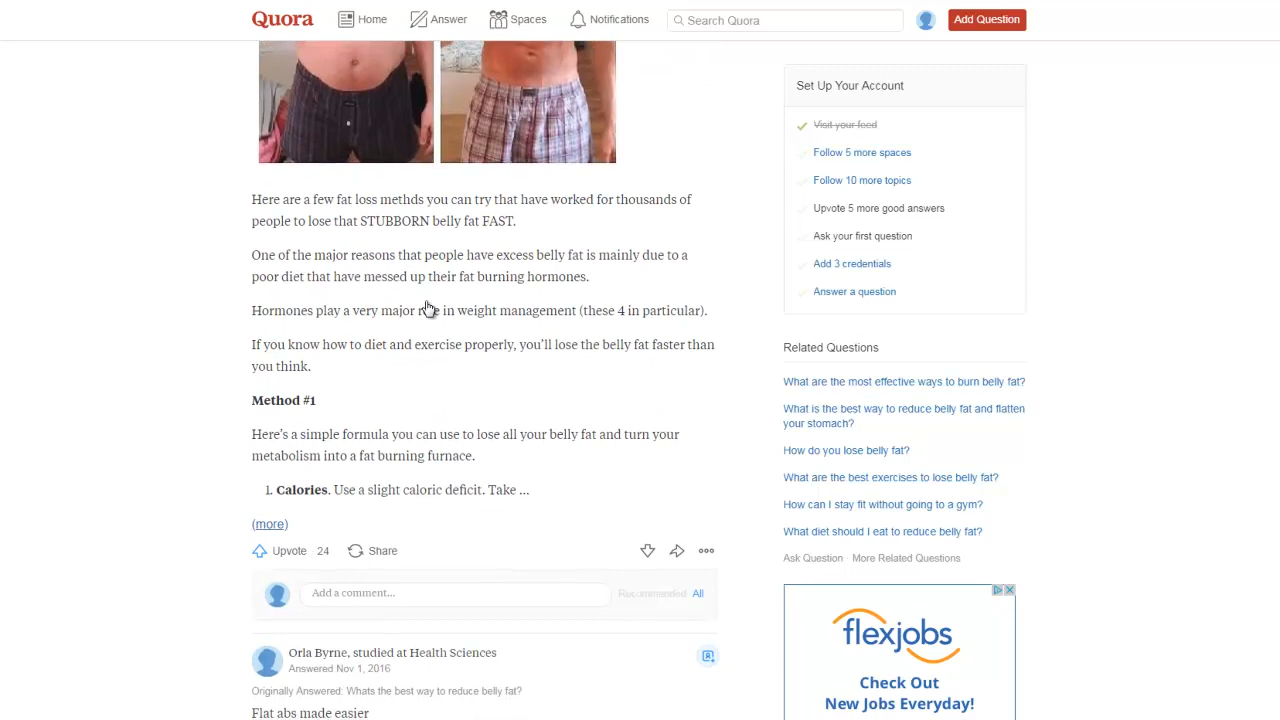 Quora
Home
Answer
Spaces
Notifications
Search Quora
Add Question
Here are a few fat loss methds you can try that have worked for thousands of
people to lose that STUBBORN belly fat FAST.
One of the major reasons that people have excess belly fat is mainly due to a
poor diet that have messed up their fat burning hormones.
Hormones play a very major role in weight management (these 4 in particular).
If you know how to diet and exercise properly, you'll lose the belly fat faster than
you think.
Method #1
Here's a simple formula you can use to lose all your belly fat and turn your
metabolism into a fat burning furnace.
1. Calories. Use a slight caloric deficit. Take ...
(more)
Upvote 24 Share
Add a comment...
Recommended All
Orla Byrne, studied at Health Sciences
Answered Nov 1, 2016
Originally Answered: Whats the best way to reduce belly fat?
Flat abs made easier
Set Up Your Account
Visit your feed
Follow 5 more spaces
Follow 10 more topics
Upvote 5 more good answers
Ask your first question
Add 3 credentials
Answer a question
Related Questions
What are the most effective ways to burn belly fat?
What is the best way to reduce belly fat and flatten
your stomach?
How do you lose belly fat?
What are the best exercises to lose belly fat?
How can I stay fit without going to a gym?
What diet should I eat to reduce belly fat?
Ask Question · More Related Questions
flexjobs
Check Out
New Jobs Everyday!